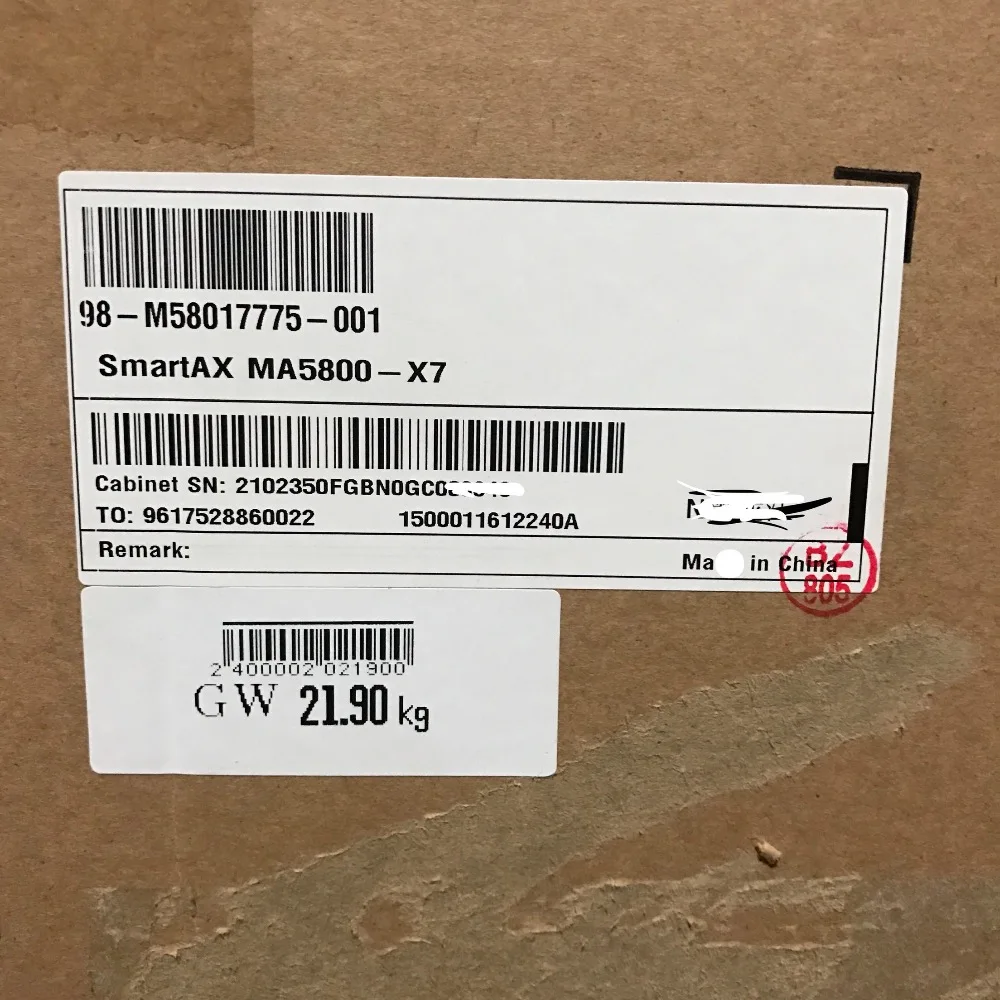 98-M58017775-001
SmartAX MA5800-X7
Cabinet SN:
TO: 9617528860022 1500011612240A
Remark:
in China
BZ
805
2 400002 021900
GW 21.90 kg